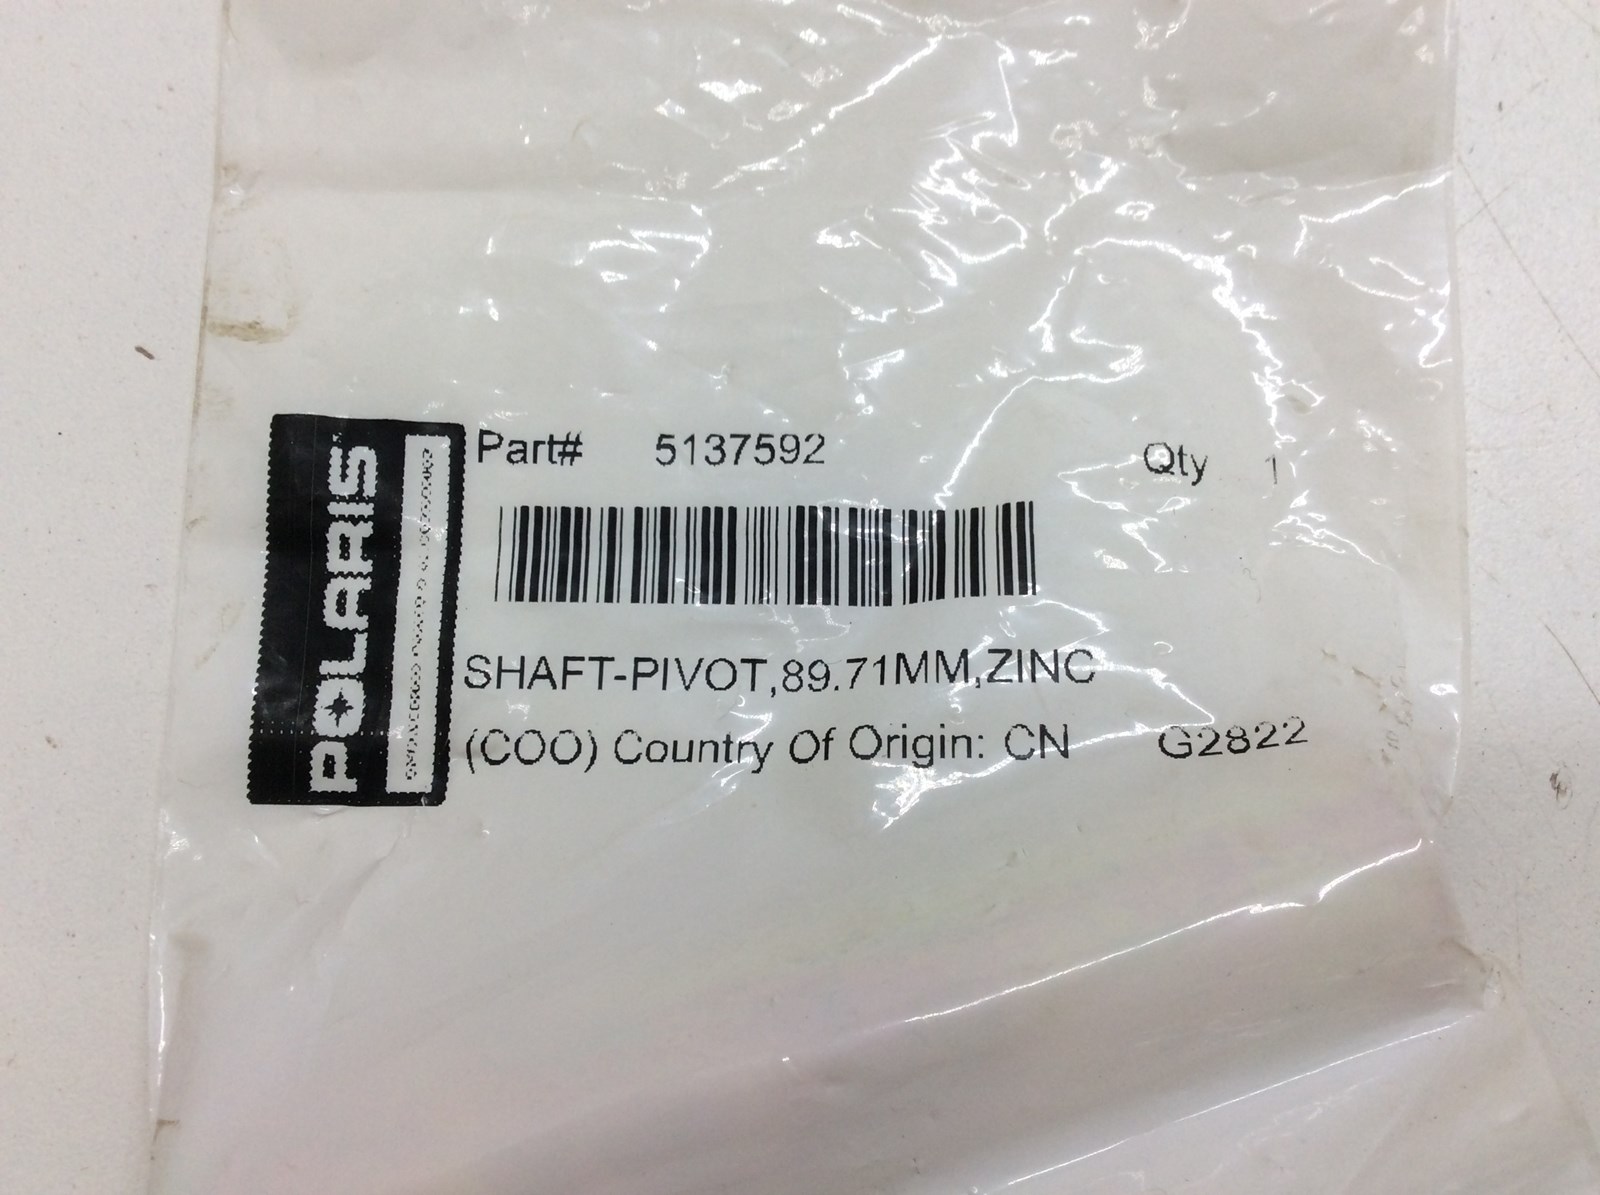 POLARIS
Part# 5137592 Qty 1
SHAFT-PIVOT,89.71MM,ZINC
(COO) Country Of Origin: CN G2822